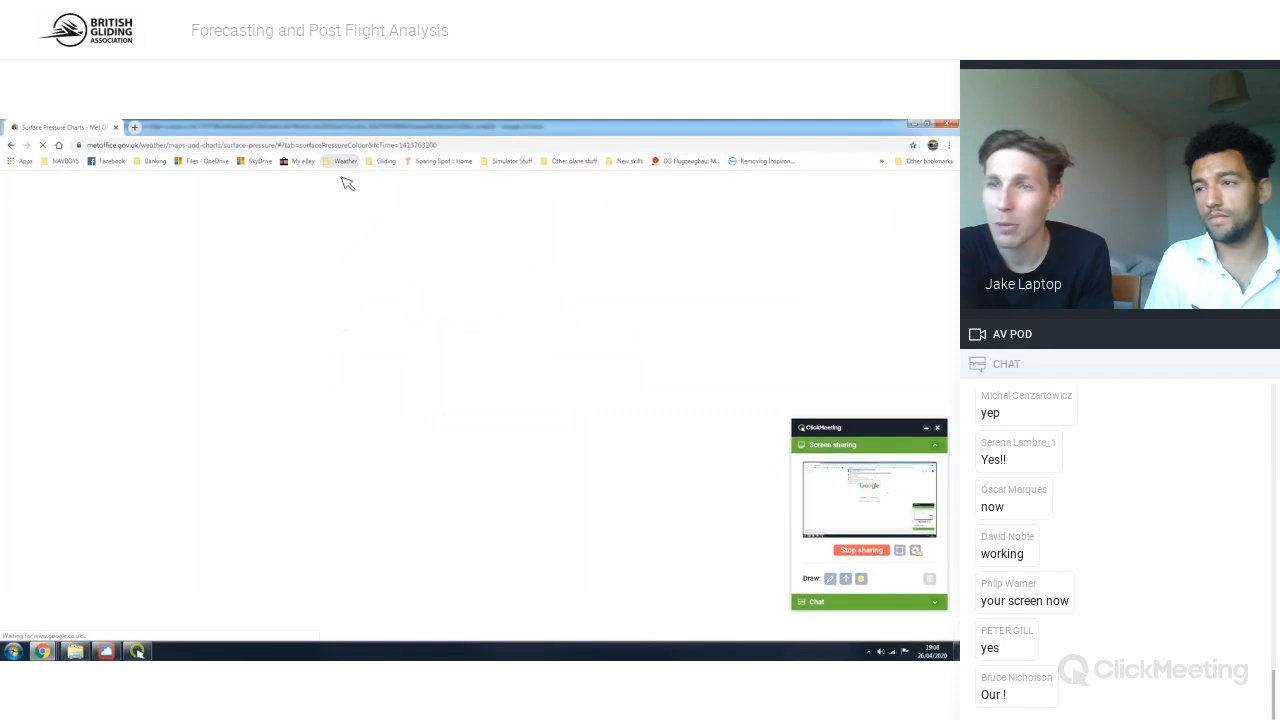 BRITISH
GLIDING
ASSOCIATION
Forecasting and Post Flight Analysis
Surface Pressure Charts - Met O
metoffice.gov.uk/weather/maps-and-charts/surface-pressure/#?tab=surfacePressureColour&fcTime=1413763200
Apps NAVBOYS Facebook Banking Files - OneDrive SkyDrive My eBay Weather Gliding Soaring Spot : Home Simulator Stuff Other plane stuff New skills DG Flugzeugbau: M... Removing Inspiron... » Other bookmarks
Jake Laptop
AV POD
CHAT
Michal Cenzartowicz
yep
Serena Lambre_1
Yes!!
Óscar Marqués
now
David Noble
working
Phlip Warner
your screen now
PETER GILL
yes
Bruce Nicholson
Our !
ClickMeeting
ClickMeeting
Screen sharing
Google
Stop sharing
Draw:
Chat
Waiting for www.google.co.uk...
19:08
26/04/2020